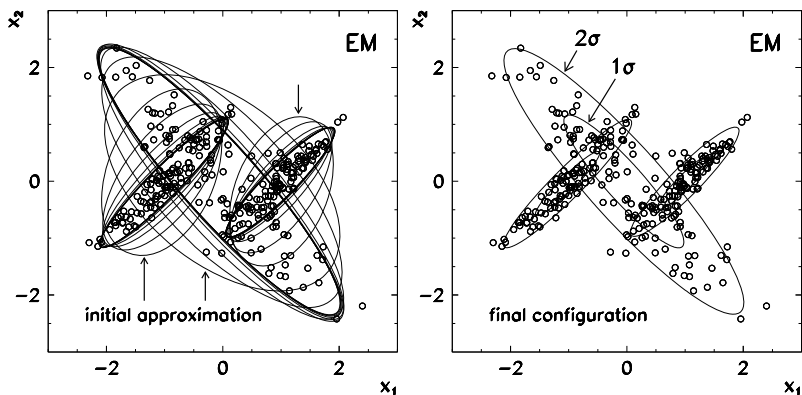 x₂
EM
2
0
−2
initial approximation
−2 0 2
x₁
x₂
EM
2σ
1σ
2
0
−2
final configuration
−2 0 2
x₁